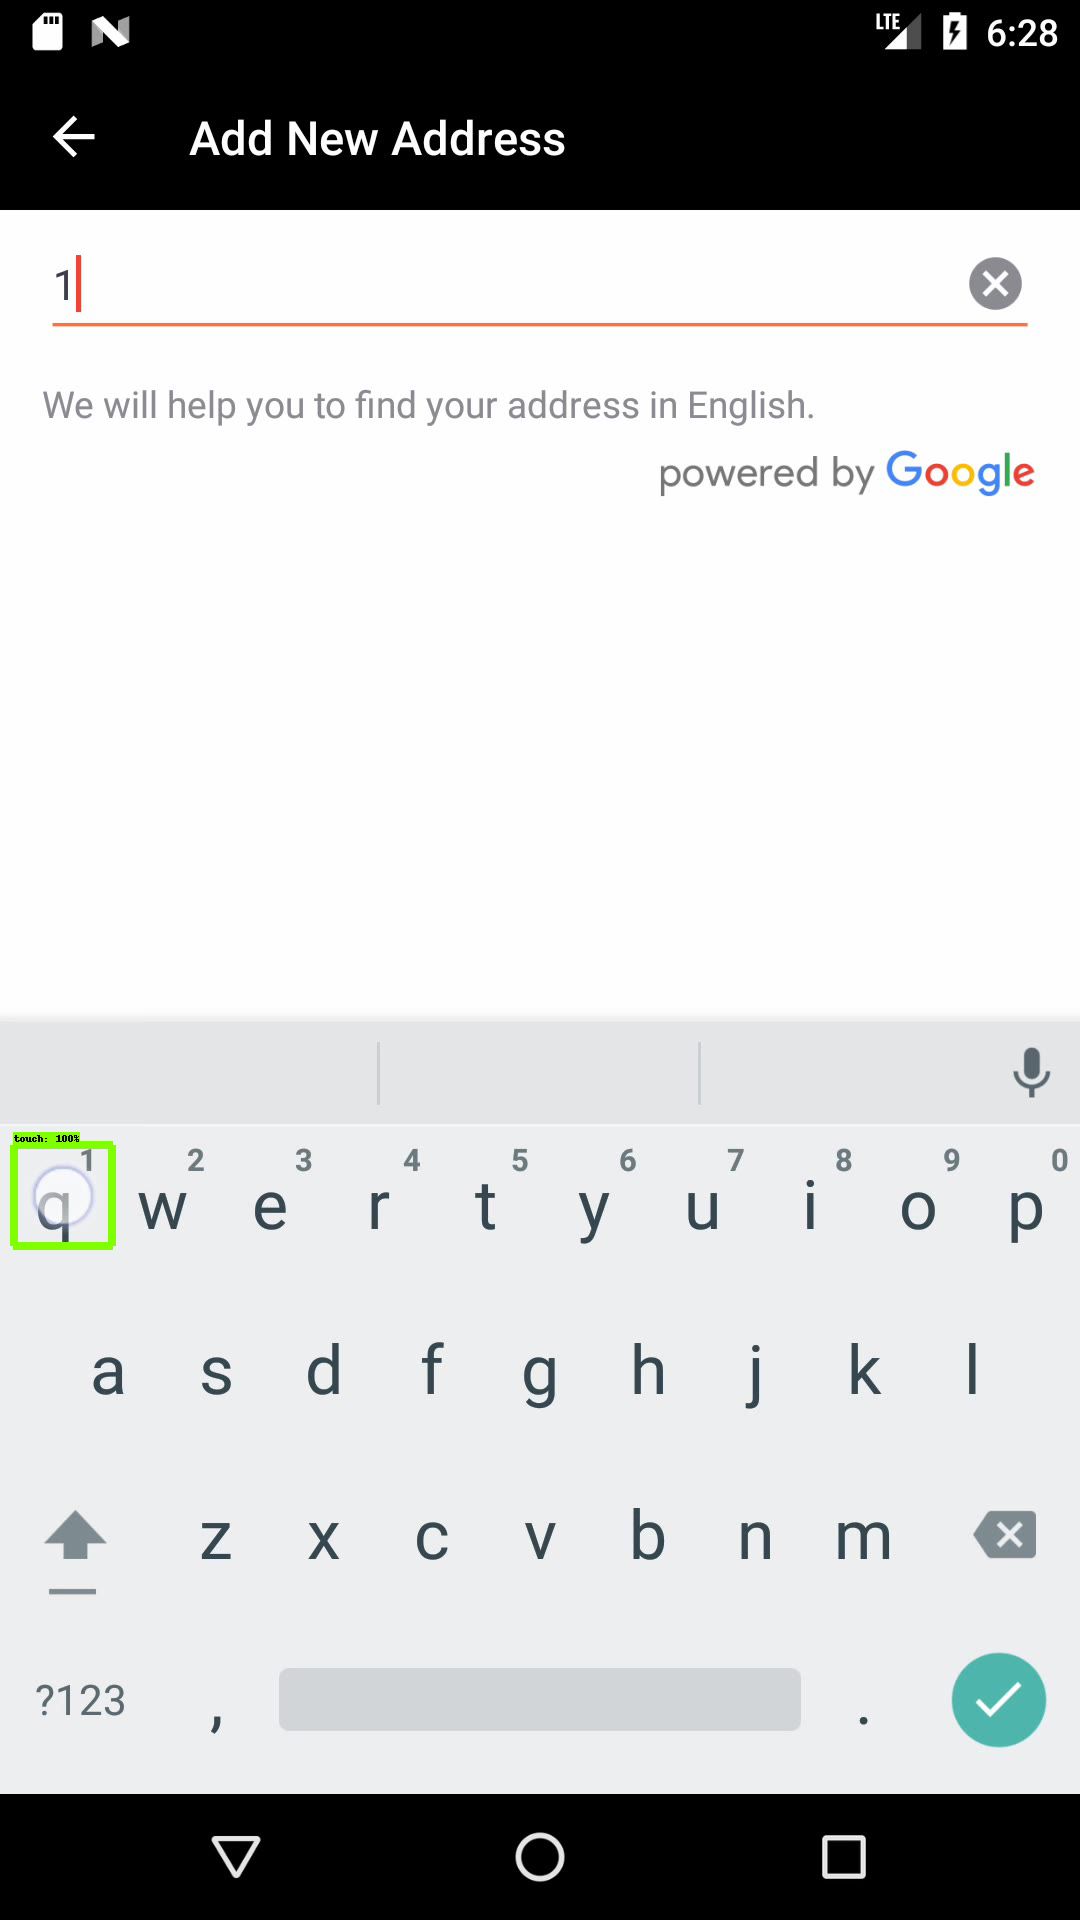 LTE 6:28
Add New Address
1
We will help you to find your address in English.
powered by Google
touch: 100%
1 2 3 4 5 6 7 8 9 0
q w e r t y u i o p
a s d f g h j k l
z x c v b n m
?123 , .